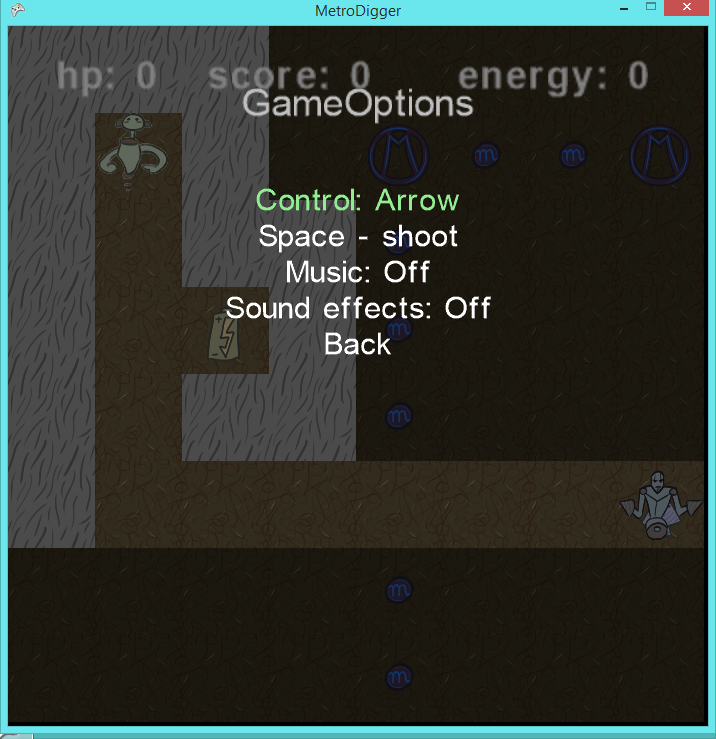 MetroDigger
hp: 0 score: 0 energy: 0
GameOptions
M m m M
Control: Arrow
Space - shoot
Music: Off
Sound effects: Off
m
Back
m
m
m